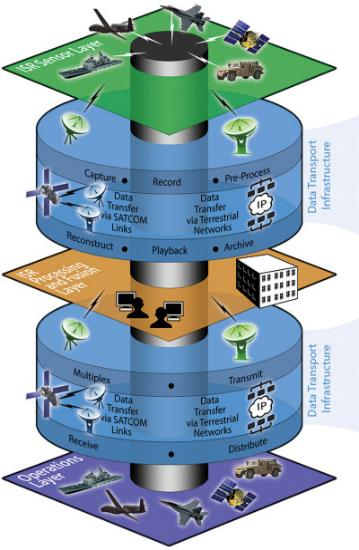 ISR Sensor Layer
Capture • Record • Pre-Process
Data
Transfer
via SATCOM
Links
Data
Transfer
via Terrestrial
Networks
IP
Reconstruct • Playback • Archive
Data Transport
Infrastructure
ISR
Processing
and Fusion
Layer
Multiplex • Transmit
Data
Transfer
via SATCOM
Links
Data
Transfer
via Terrestrial
Networks
IP
Receive • Distribute
Data Transport
Infrastructure
Operations
Layer